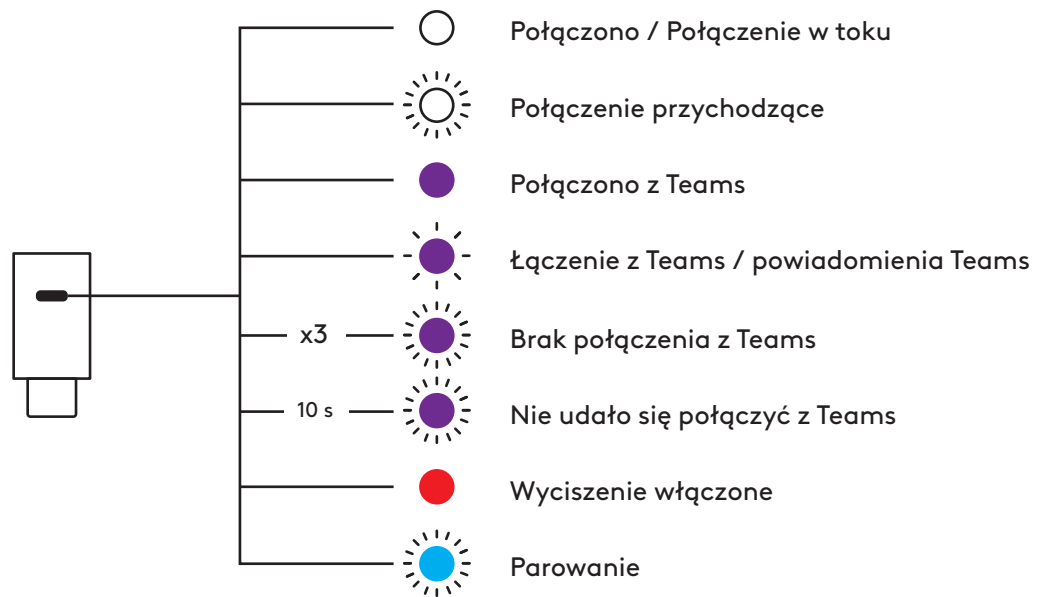 Połączono / Połączenie w toku
Połączenie przychodzące
Połączono z Teams
Łączenie z Teams / powiadomienia Teams
x3 Brak połączenia z Teams
10 s Nie udało się połączyć z Teams
Wyciszenie włączone
Parowanie